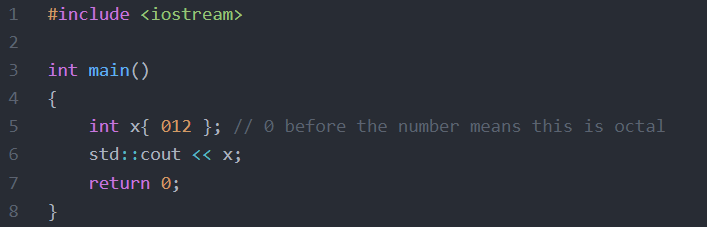 1 #include <iostream>
2
3 int main()
4 {
5     int x{ 012 }; // 0 before the number means this is octal
6     std::cout << x;
7     return 0;
8 }